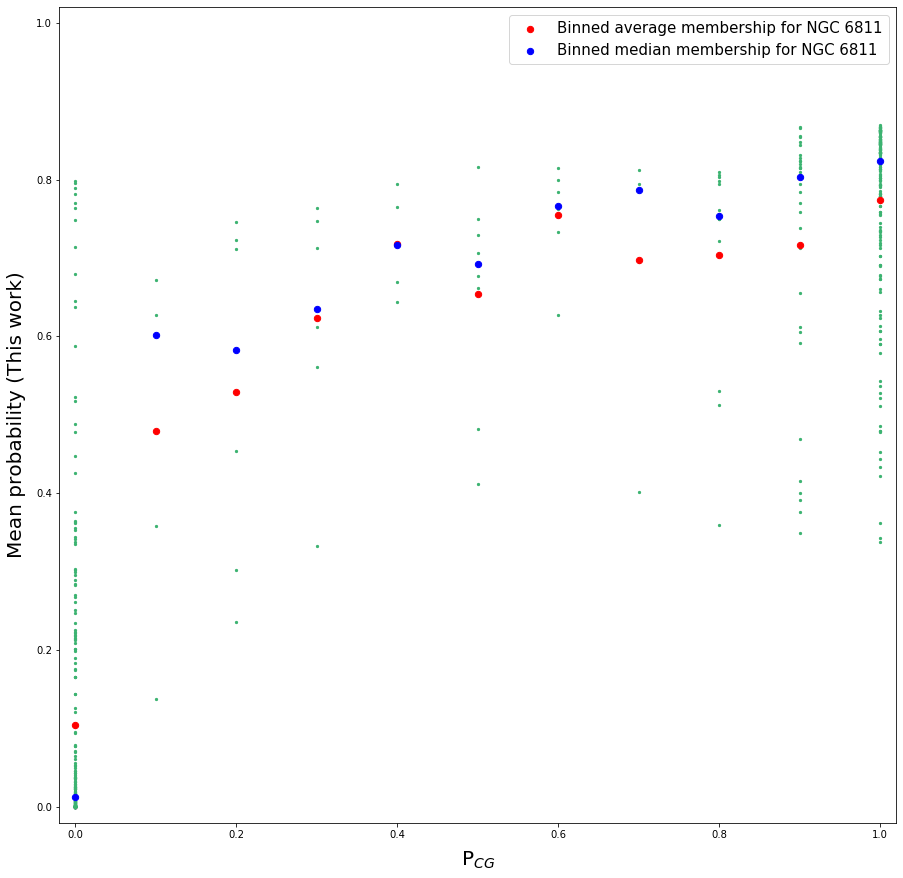 Binned average membership for NGC 6811
Binned median membership for NGC 6811
Mean probability (This work)
1.0
0.8
0.6
0.4
0.2
0.0
0.0 0.2 0.4 0.6 0.8 1.0
P_{CG}